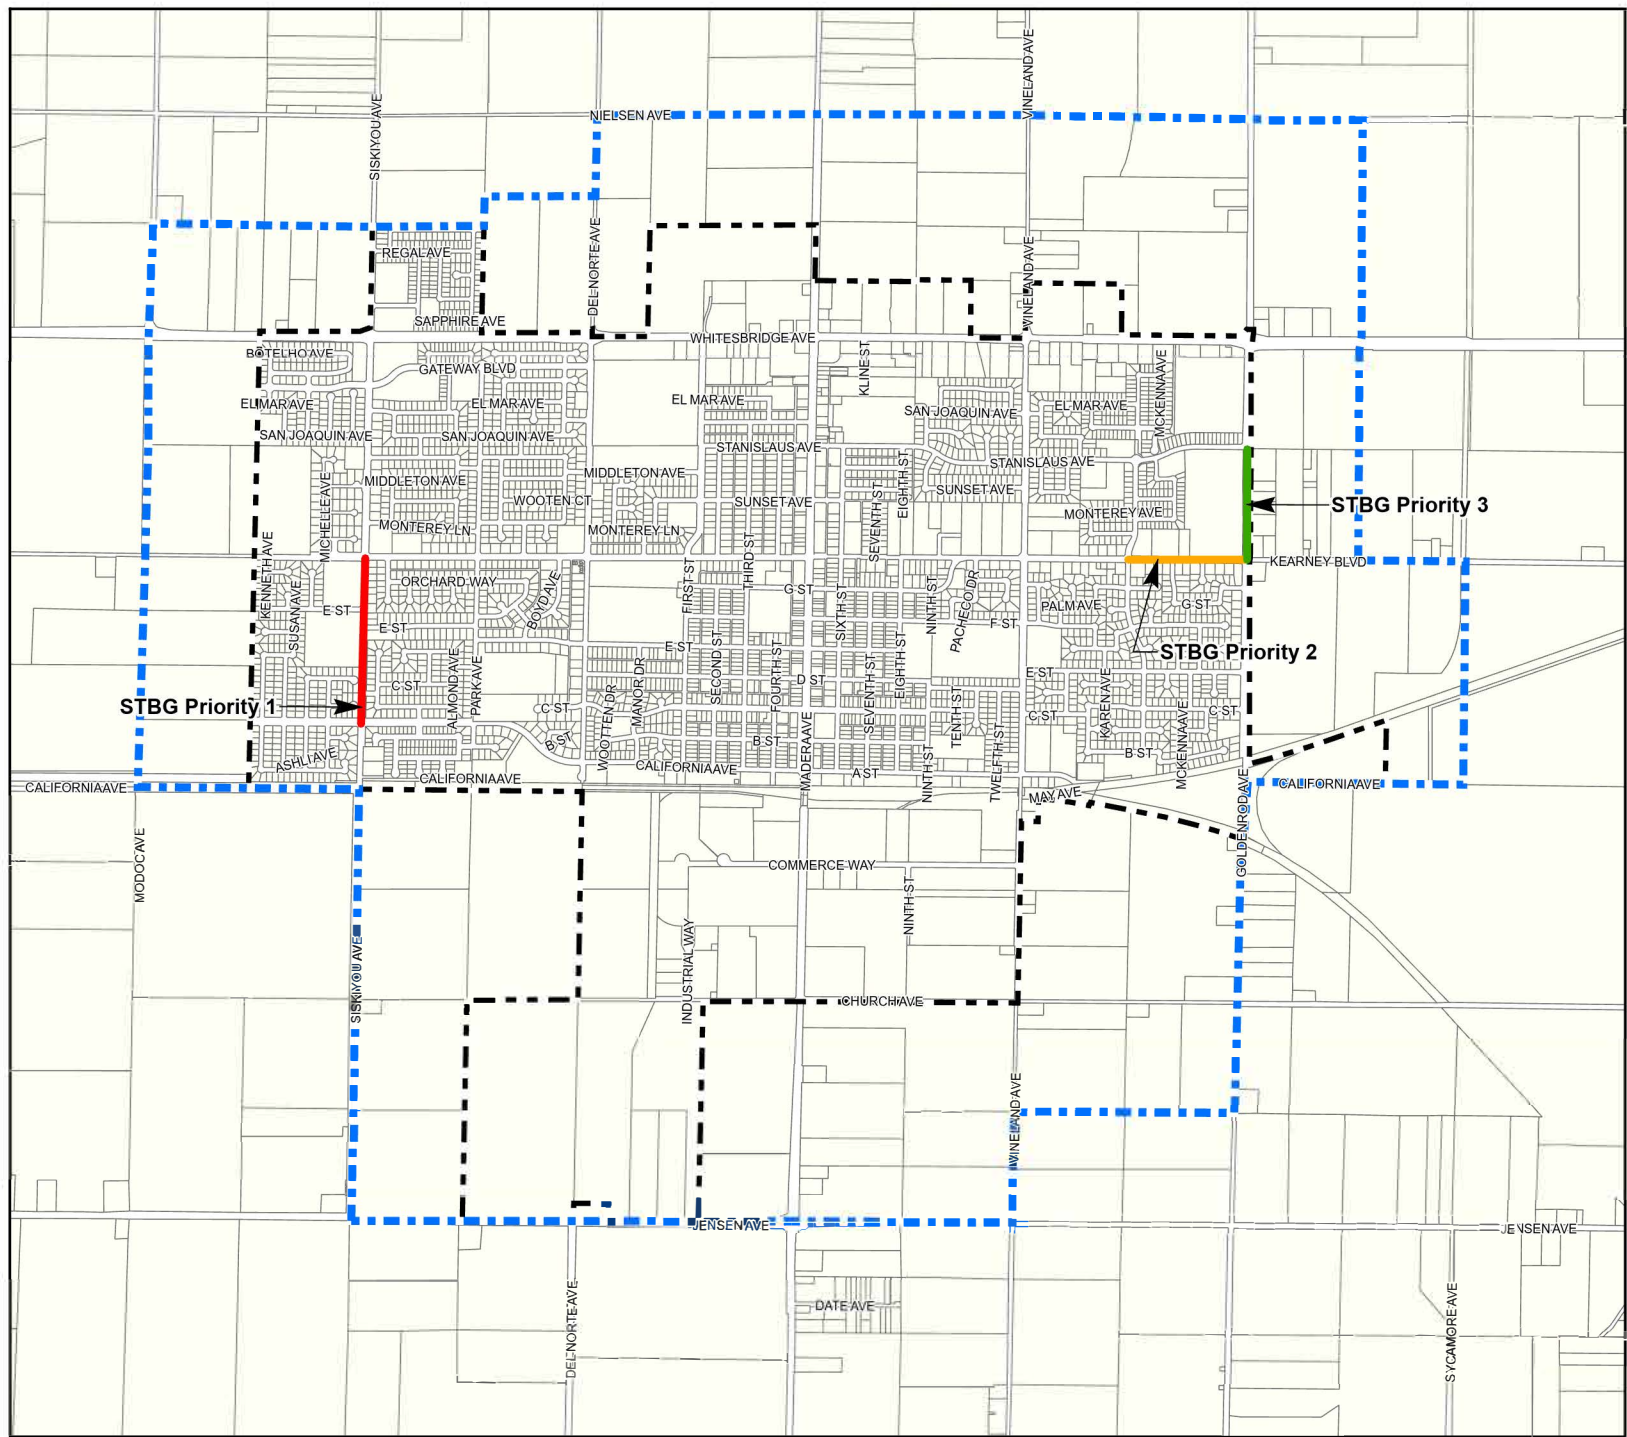 VINELAND AVE
SISKIYOU AVE
NIELSEN AVE
DEL NORTE AVE
VINELAND AVE
REGAL AVE
SAPPHIRE AVE
WHITESBRIDGE AVE
BOTELHO AVE
GATEWAY BLVD
KLINE ST
MCKENNA AVE
EL MAR AVE
EL MAR AVE
EL MAR AVE
SAN JOAQUIN AVE
EL MAR AVE
SAN JOAQUIN AVE
SAN JOAQUIN AVE
STANISLAUS AVE
STANISLAUS AVE
MIDDLETON AVE
MIDDLETON AVE
EIGHTH ST
SUNSET AVE
MICHELLE AVE
WOOTEN CT
SUNSET AVE
SEVENTH ST
STBG Priority 3
MONTEREY AVE
MONTEREY LN
MONTEREY LN
KENNETH AVE
THIRD ST
KEARNEY BLVD
FIRST ST
ORCHARD WAY
BOYD AVE
G ST
SIXTH ST
NINTH ST
PACHECO DR
PALM AVE
G ST
SUSAN AVE
E ST
E ST
F ST
E ST
STBG Priority 2
SECOND ST
FOURTH ST
EIGHTH ST
E ST
ALMOND AVE
PARK AVE
C ST
MANOR DR
D ST
SEVENTH ST
KAREN AVE
STBG Priority 1
C ST
WOOTTEN DR
TENTH ST
C ST
MCKENNA AVE
C ST
B ST
B ST
B ST
ASHLI AVE
MADERA AVE
TWELFTH ST
CALIFORNIA AVE
A ST
NINTH ST
CALIFORNIA AVE
CALIFORNIA AVE
CALIFORNIA AVE
MAY AVE
GOLDENROD AVE
MODOC AVE
COMMERCE WAY
NINTH ST
INDUSTRIAL WAY
SISKIYOU AVE
CHURCH AVE
VINELAND AVE
JENSEN AVE
JENSEN AVE
DATE AVE
DEL NORTE AVE
SYCAMORE AVE